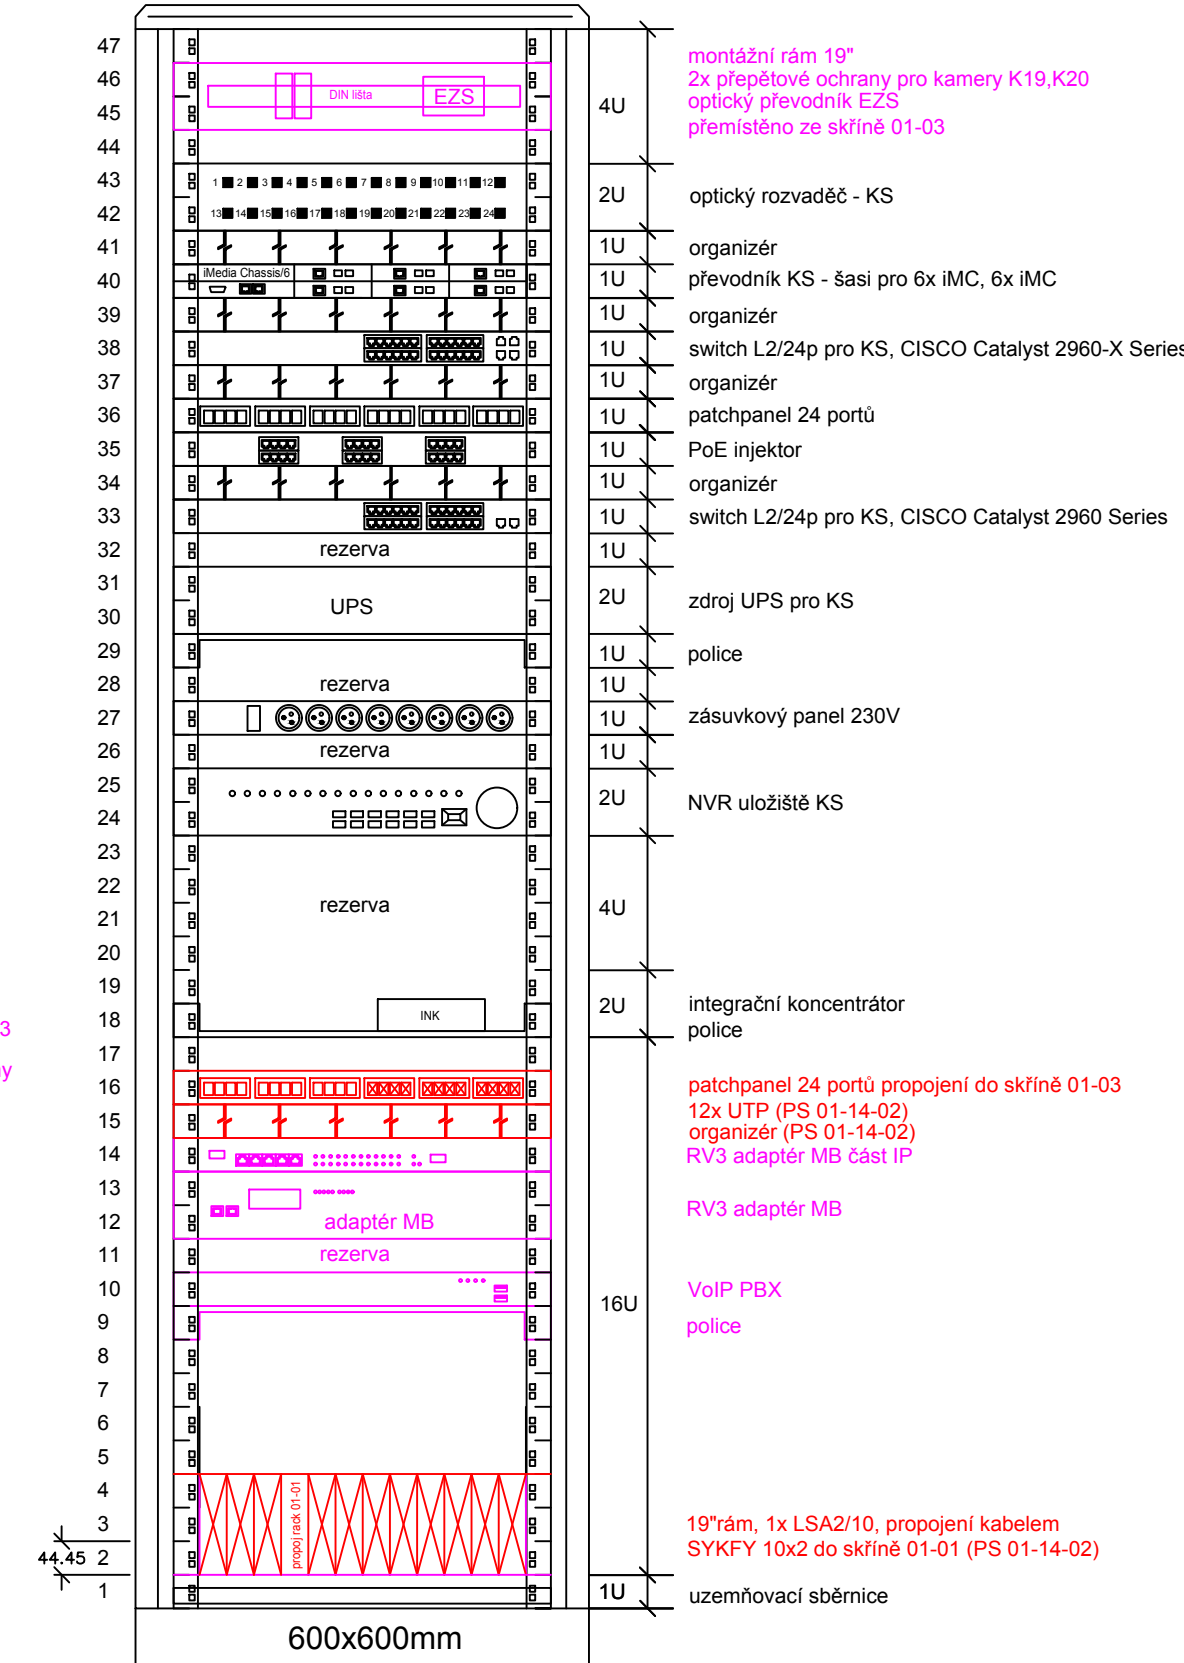 47
montážní rám 19"
46
2x přepěťové ochrany pro kamery K19,K20
DIN lišta
EZS
optický převodník EZS
45
4U
přemístěno ze skříně 01-03
44
43
1 2 3 4 5 6 7 8 9 10 11 12
2U
optický rozvaděč - KS
42
13 14 15 16 17 18 19 20 21 22 23 24
41
1U
organizér
40
iMedia Chassis/6
1U
převodník KS - šasi pro 6x iMC, 6x iMC
39
1U
organizér
38
1U
switch L2/24p pro KS, CISCO Catalyst 2960-X Series
37
1U
organizér
36
1U
patchpanel 24 portů
35
1U
PoE injektor
34
1U
organizér
33
1U
switch L2/24p pro KS, CISCO Catalyst 2960 Series
32
rezerva
1U
31
UPS
2U
zdroj UPS pro KS
30
29
1U
police
28
rezerva
1U
27
1U
zásuvkový panel 230V
26
rezerva
1U
25
2U
NVR uložiště KS
24
23
22
rezerva
4U
21
20
19
2U
integrační koncentrátor
18
INK
police
3
17
ny
16
patchpanel 24 portů propojení do skříně 01-03
12x UTP (PS 01-14-02)
15
organizér (PS 01-14-02)
14
RV3 adaptér MB část IP
13
RV3 adaptér MB
12
adaptér MB
11
rezerva
10
VoIP PBX
16U
9
police
8
7
6
5
4
propoj rack 01-01
3
19"rám, 1x LSA2/10, propojení kabelem
44.45
2
SYKFY 10x2 do skříně 01-01 (PS 01-14-02)
1
1U
uzemňovací sběrnice
600x600mm